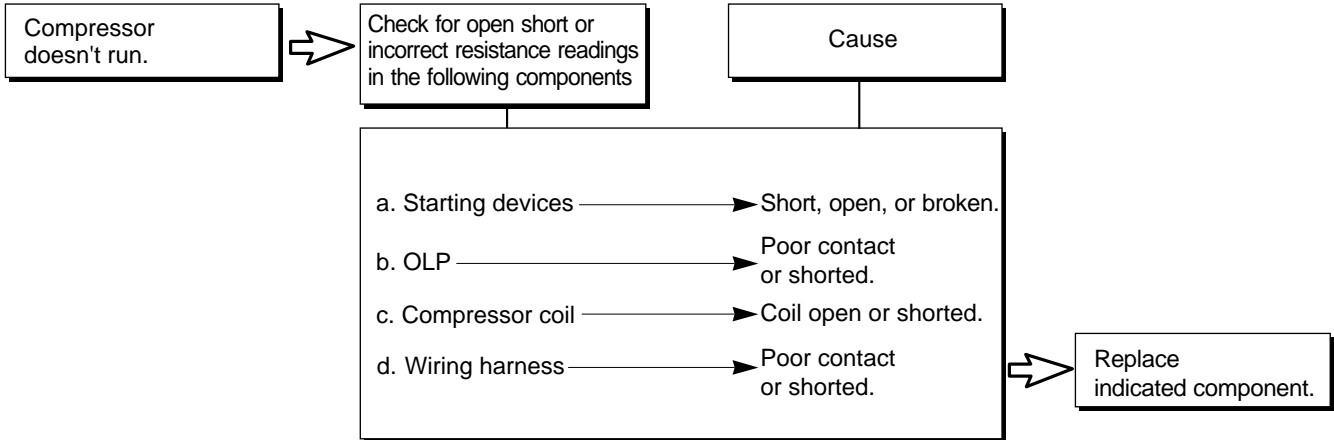 Compressor
doesn't run.
Check for open short or
incorrect resistance readings
in the following components
Cause
a. Starting devices
Short, open, or broken.
b. OLP
Poor contact
or shorted.
c. Compressor coil
Coil open or shorted.
d. Wiring harness
Poor contact
or shorted.
Replace
indicated component.